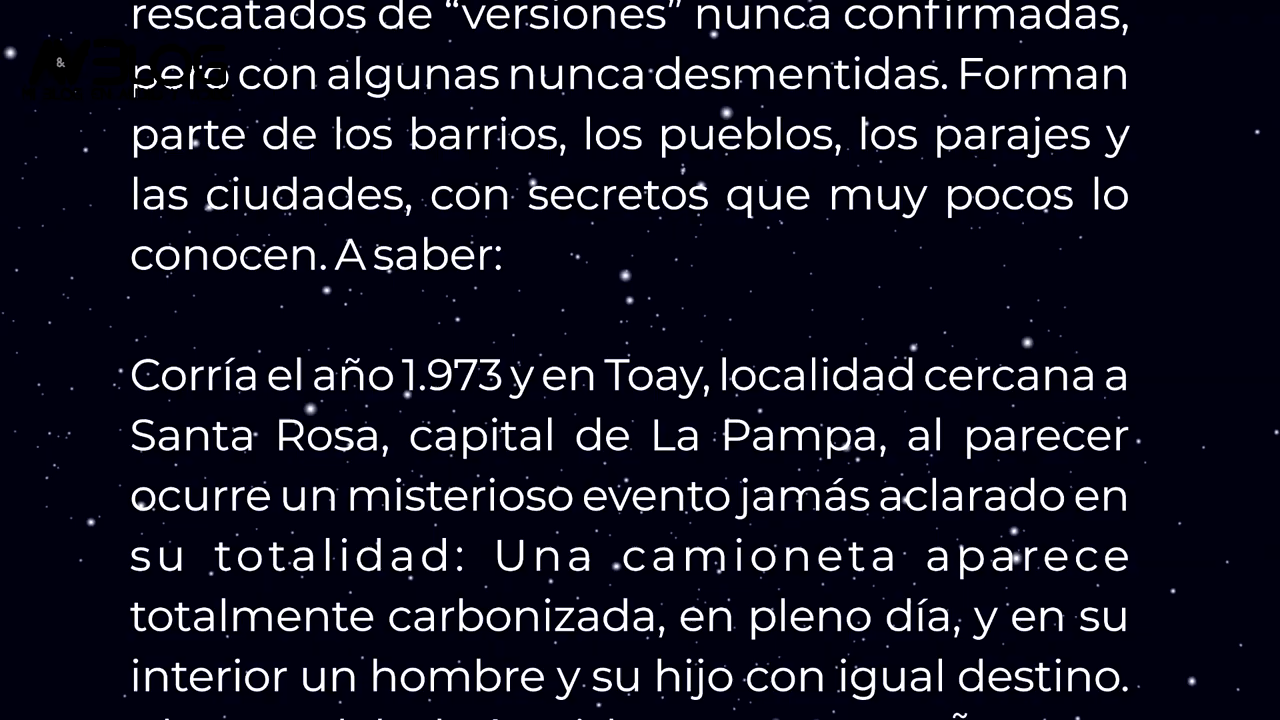 rescatados de “versiones” nunca confirmadas,
&
pero con algunas nunca desmentidas. Forman
parte de los barrios, los pueblos, los parajes y
las ciudades, con secretos que muy pocos lo
conocen. A saber:
Corría el año 1.973 y en Toay, localidad cercana a
Santa Rosa, capital de La Pampa, al parecer
ocurre un misterioso evento jamás aclarado en
su totalidad: Una camioneta aparece
totalmente carbonizada, en pleno día, y en su
interior un hombre y su hijo con igual destino.